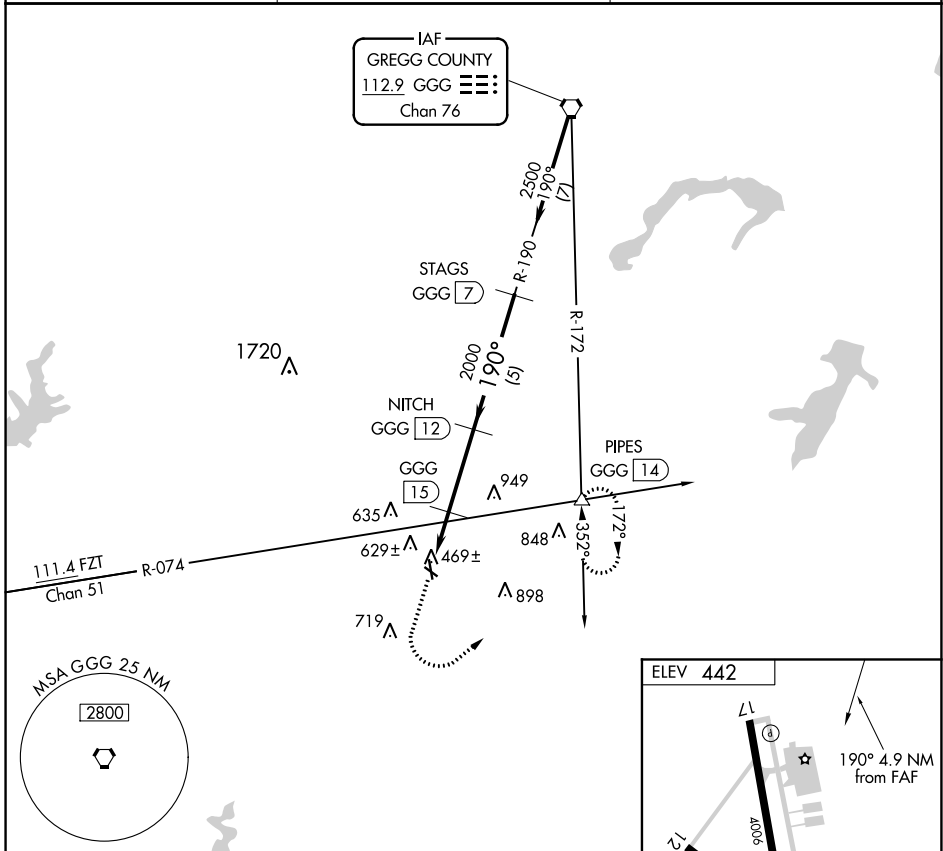 IAF
GREGG COUNTY
112.9 GGG
Chan 76
2500
190°
(7)
R-190
STAGS
GGG 7
R-172
1720
2000
190°
(5)
NITCH
GGG 12
PIPES
GGG 14
GGG
15
949
635
629±
469±
848
172°
352°
111.4 FZT
Chan 51
R-074
898
719
MSA GGG 25 NM
2800
ELEV 442
17
P
190° 4.9 NM
from FAF
4006
12